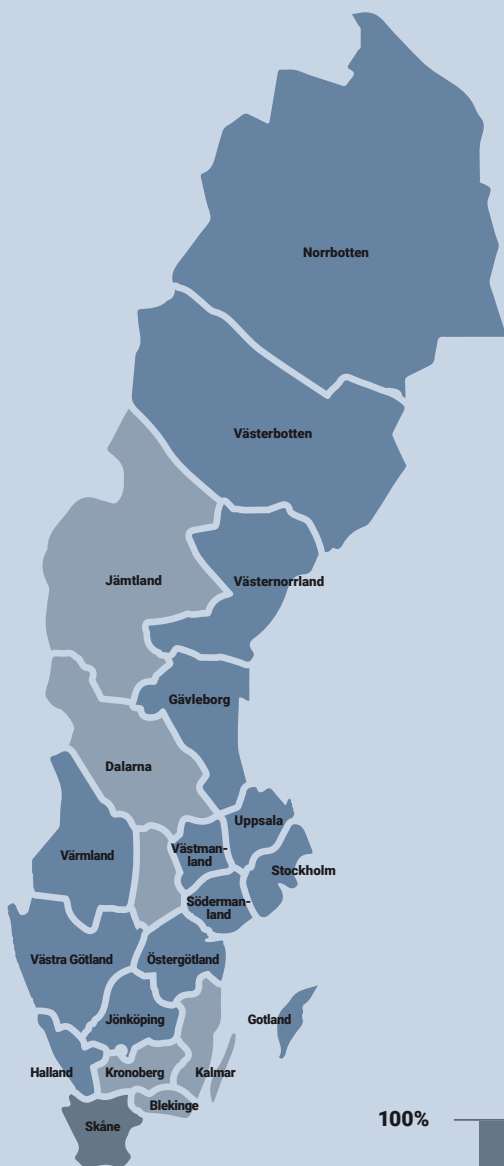 Norrbotten
Västerbotten
Jämtland
Västernorrland
Gävleborg
Dalarna
Uppsala
Värmland
Västman-
land
Stockholm
Söderman-
land
Västra Götland
Östergötland
Jönköping
Gotland
Halland
Kronoberg
Kalmar
Blekinge
Skåne
100%